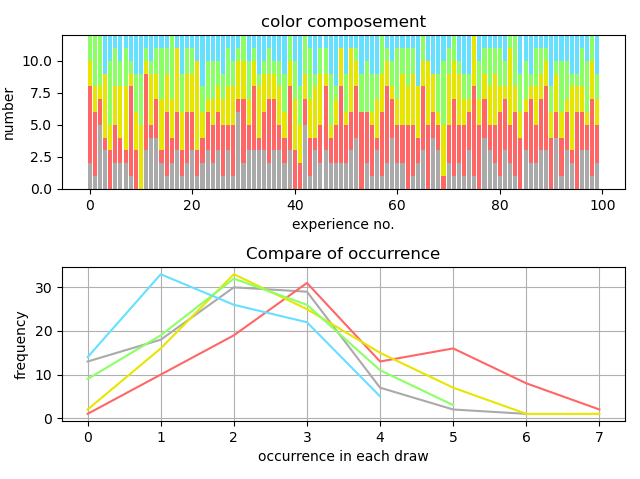 color composement
10.0
7.5
5.0
2.5
0.0
number
0 20 40 60 80 100
experience no.
Compare of occurrence
30
20
10
0
frequency
0 1 2 3 4 5 6 7
occurrence in each draw